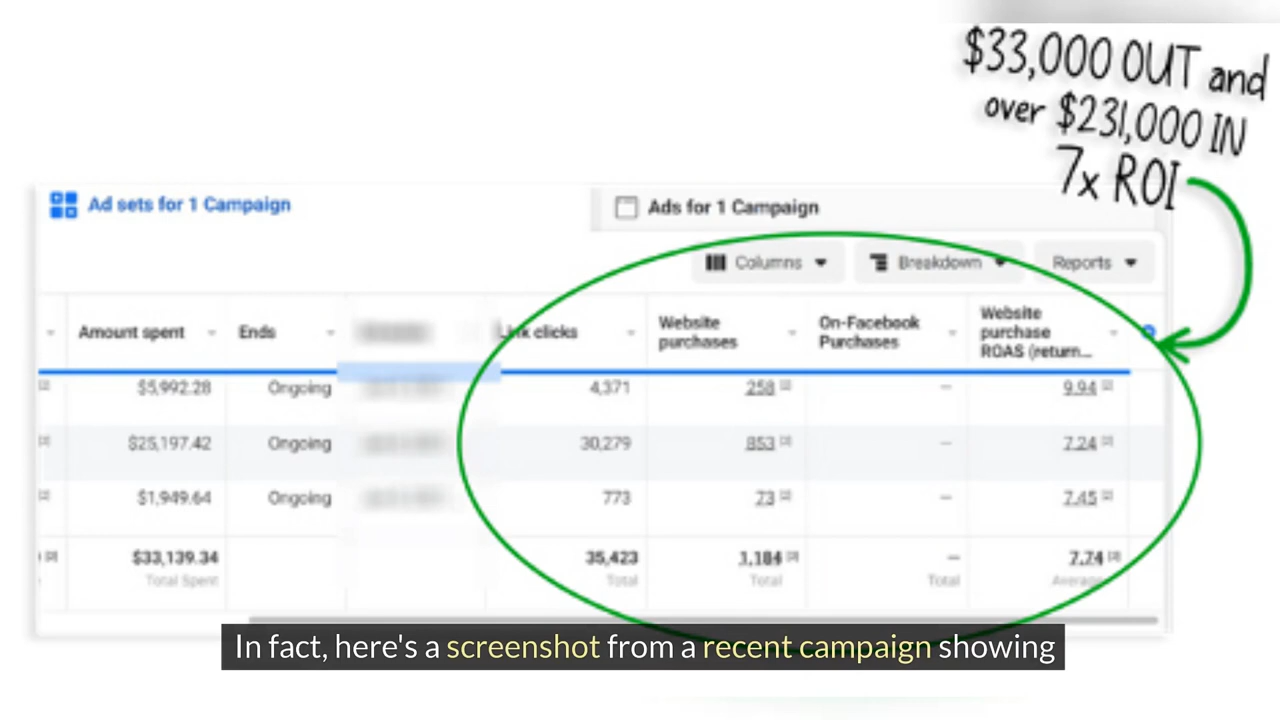 $33,000 OUT and
over $231,000 IN
7x ROI
Ad sets for 1 Campaign
Ads for 1 Campaign
Columns
Breakdown
Reports
Amount spent
Ends
Link clicks
Website
purchases
On-Facebook
Purchases
Website
purchase
ROAS (return...
$5,992.28 Ongoing 4,371 258 — 9.94
$25,197.42 Ongoing 30,279 853 — 7.24
$1,949.64 Ongoing 773 73 — 7.45
$33,139.34 35,423 1,184 — 7.74
Total Spent Total Total Total Average
In fact, here's a screenshot from a recent campaign showing